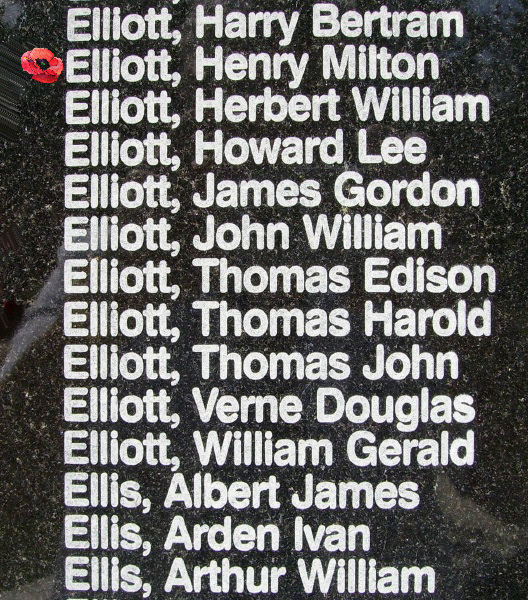 Elliott, Harry Bertram
Elliott, Henry Milton
Elliott, Herbert William
Elliott, Howard Lee
Elliott, James Gordon
Elliott, John William
Elliott, Thomas Edison
Elliott, Thomas Harold
Elliott, Thomas John
Elliott, Verne Douglas
Elliott, William Gerald
Ellis, Albert James
Ellis, Arden Ivan
Ellis, Arthur William